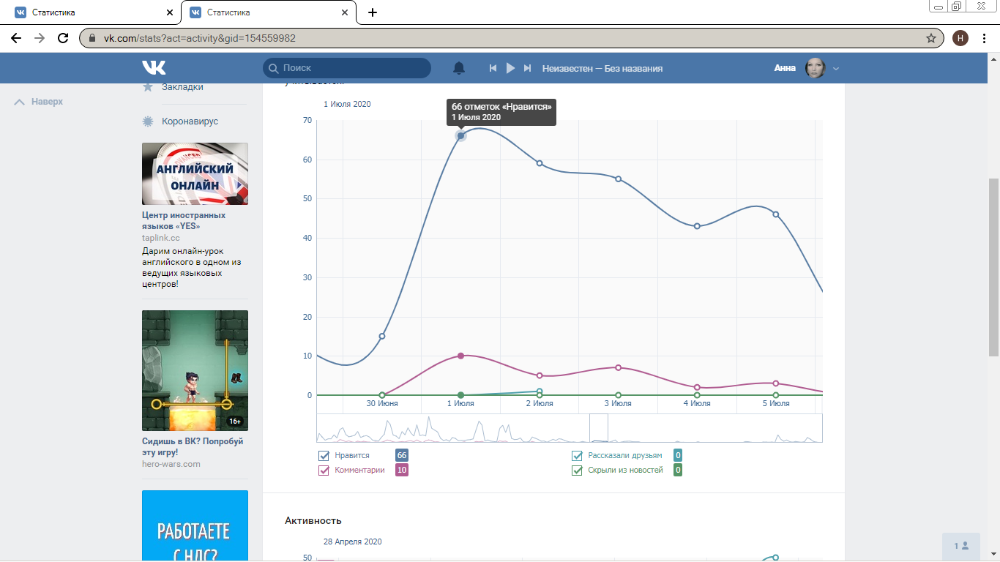 Статистика
Статистика
vk.com/stats?act=activity&gid=154559982
H
Поиск
Неизвестен — Без названия
Анна
Наверх
Закладки
Коронавирус
АНГЛИЙСКИЙ
ОНЛАЙН
Центр иностранных
языков «YES»
taplink.cc
Дарим онлайн-урок
английского в одном из
ведущих языковых
центров!
16+
Сидишь в ВК? Попробуй
эту игру!
hero-wars.com
РАБОТАЕТЕ
С НДС?
1 Июля 2020
66 отметок «Нравится»
1 Июля 2020
70
60
50
40
30
20
10
0
30 Июня 1 Июля 2 Июля 3 Июля 4 Июля 5 Июля
Нравится 66
Комментарии 10
Рассказали друзьям 0
Скрыли из новостей 0
Активность
28 Апреля 2020
50
1